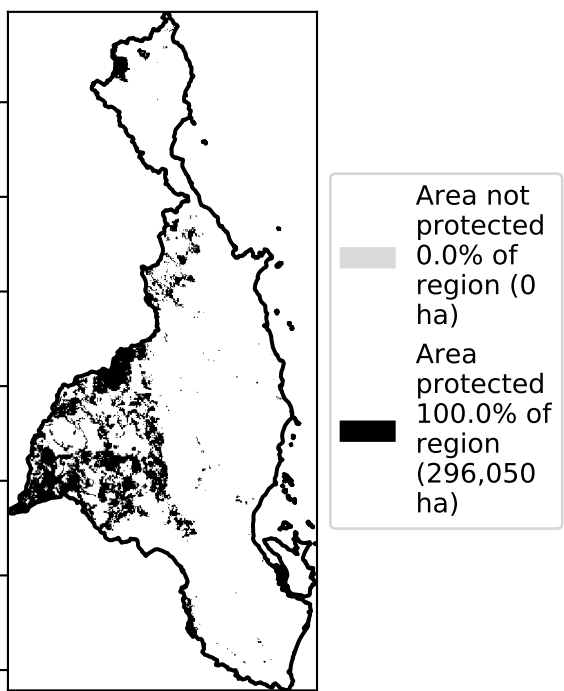 Area not
protected
0.0% of
region (0
ha)
Area
protected
100.0% of
region
(296,050
ha)